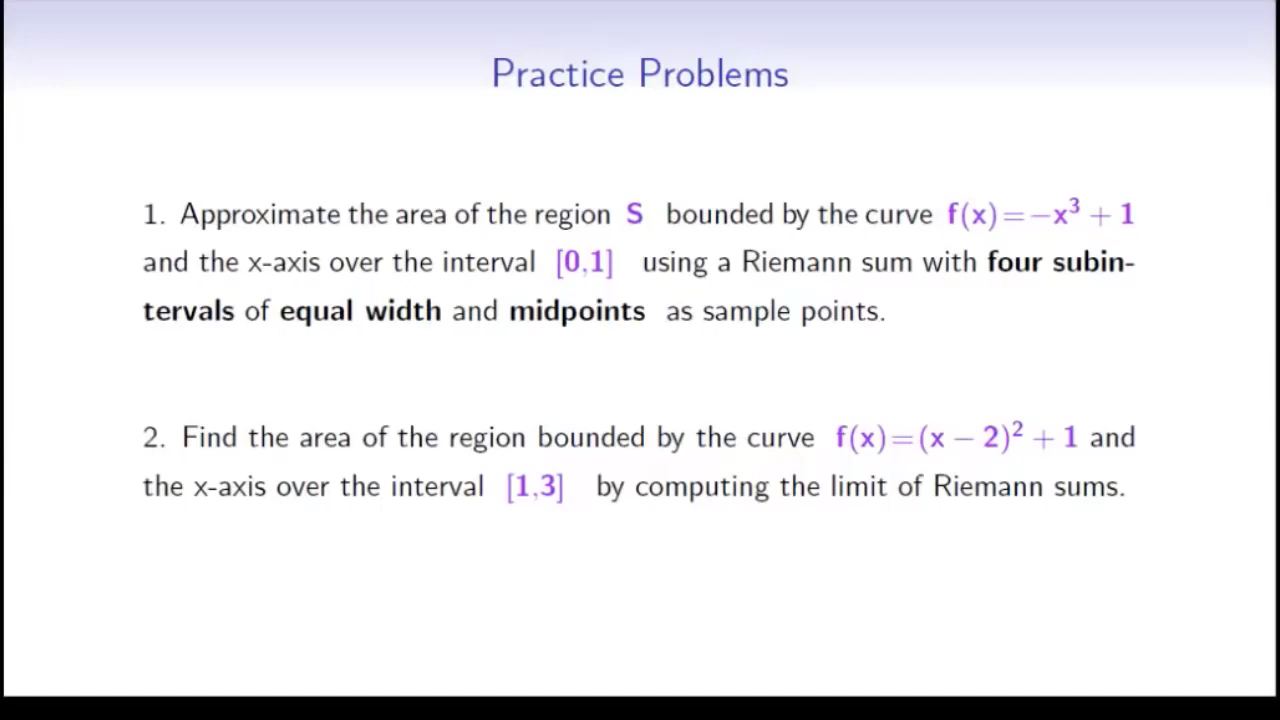 Practice Problems
1. Approximate the area of the region S bounded by the curve f(x)=−x³ + 1
and the x-axis over the interval [0,1] using a Riemann sum with four subin-
tervals of equal width and midpoints as sample points.
2. Find the area of the region bounded by the curve f(x)=(x − 2)² + 1 and
the x-axis over the interval [1,3] by computing the limit of Riemann sums.